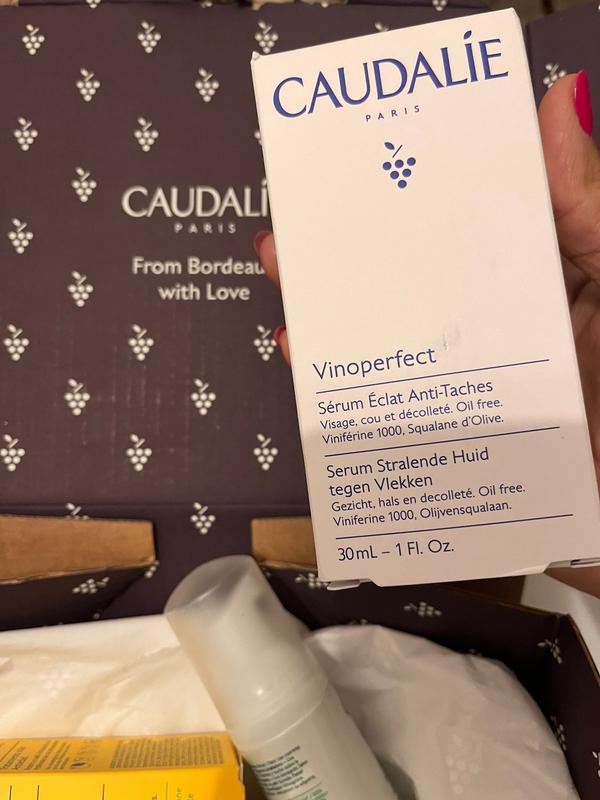 CAUDALÍE
PARIS
Vinoperfect
Sérum Éclat Anti-Taches
Visage, cou et décolleté. Oil free.
Viniférine 1000, Squalane d'Olive.
Serum Stralende Huid
tegen Vlekken
Gezicht, hals en decolleté. Oil free.
Viniferine 1000, Olijvensqualaan.
30mL – 1 Fl. Oz.
CAUDALÍ
PARIS
From Bordeau
with Love